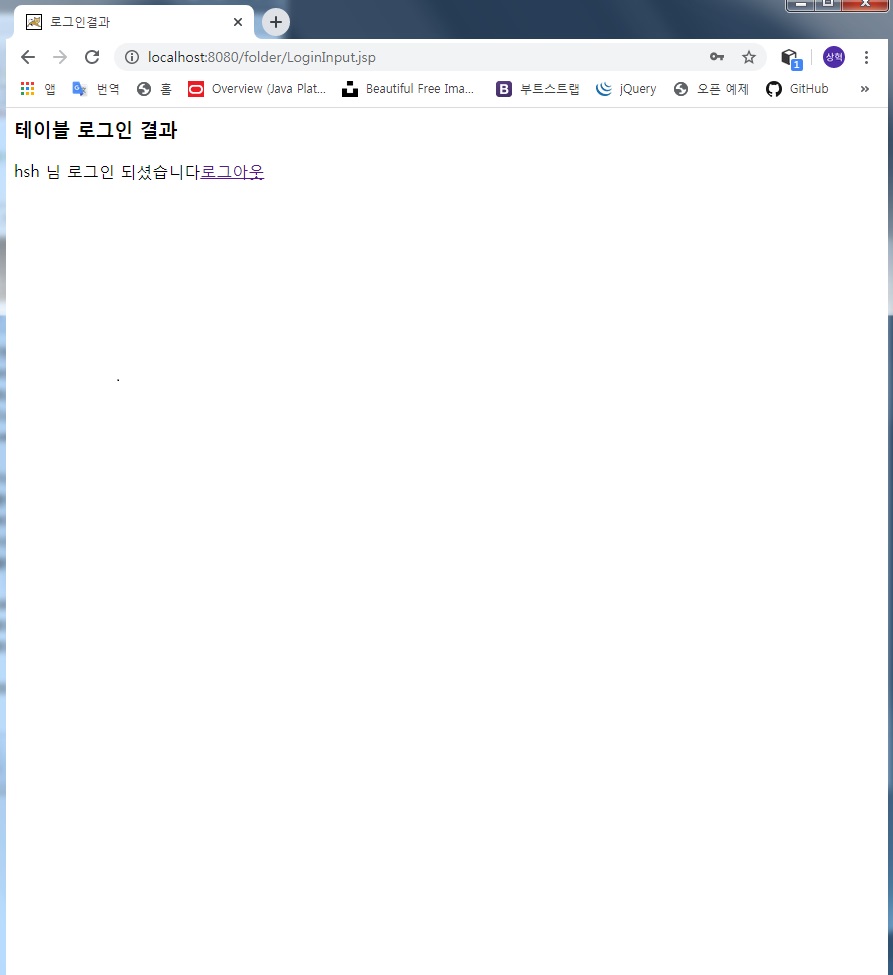 로그인결과
localhost:8080/folder/LoginInput.jsp
상혁
1
앱 번역 홈 Overview (Java Plat... Beautiful Free Ima... B 부트스트랩 jQuery 오픈 예제 GitHub »
테이블 로그인 결과
hsh 님 로그인 되셨습니다로그아웃
.